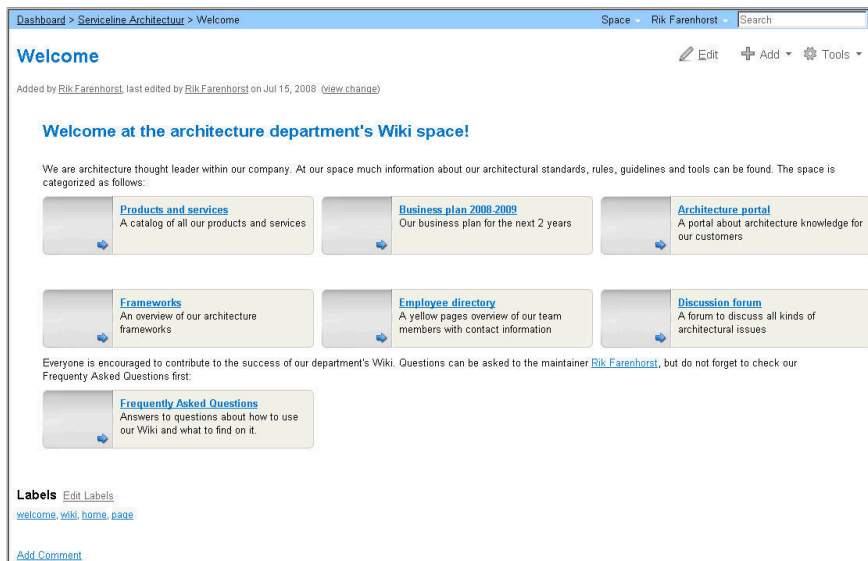 Dashboard > Serviceline Architectuur > Welcome
Space Rik Farenhorst Search
Welcome
Edit Add Tools
Added by Rik Farenhorst, last edited by Rik Farenhorst on Jul 15, 2008 (view change)
Welcome at the architecture department's Wiki space!
We are architecture thought leader within our company. At our space much information about our architectural standards, rules, guidelines and tools can be found. The space is
categorized as follows:
Products and services
A catalog of all our products and services
Business plan 2008-2009
Our business plan for the next 2 years
Architecture portal
A portal about architecture knowledge for
our customers
Frameworks
An overview of our architecture
frameworks
Employee directory
A yellow pages overview of our team
members with contact information
Discussion forum
A forum to discuss all kinds of
architectural issues
Everyone is encouraged to contribute to the success of our department's Wiki. Questions can be asked to the maintainer Rik Farenhorst, but do not forget to check our
Frequenty Asked Questions first:
Frequently Asked Questions
Answers to questions about how to use
our Wiki and what to find on it.
Labels Edit Labels
welcome, wiki, home, page
Add Comment